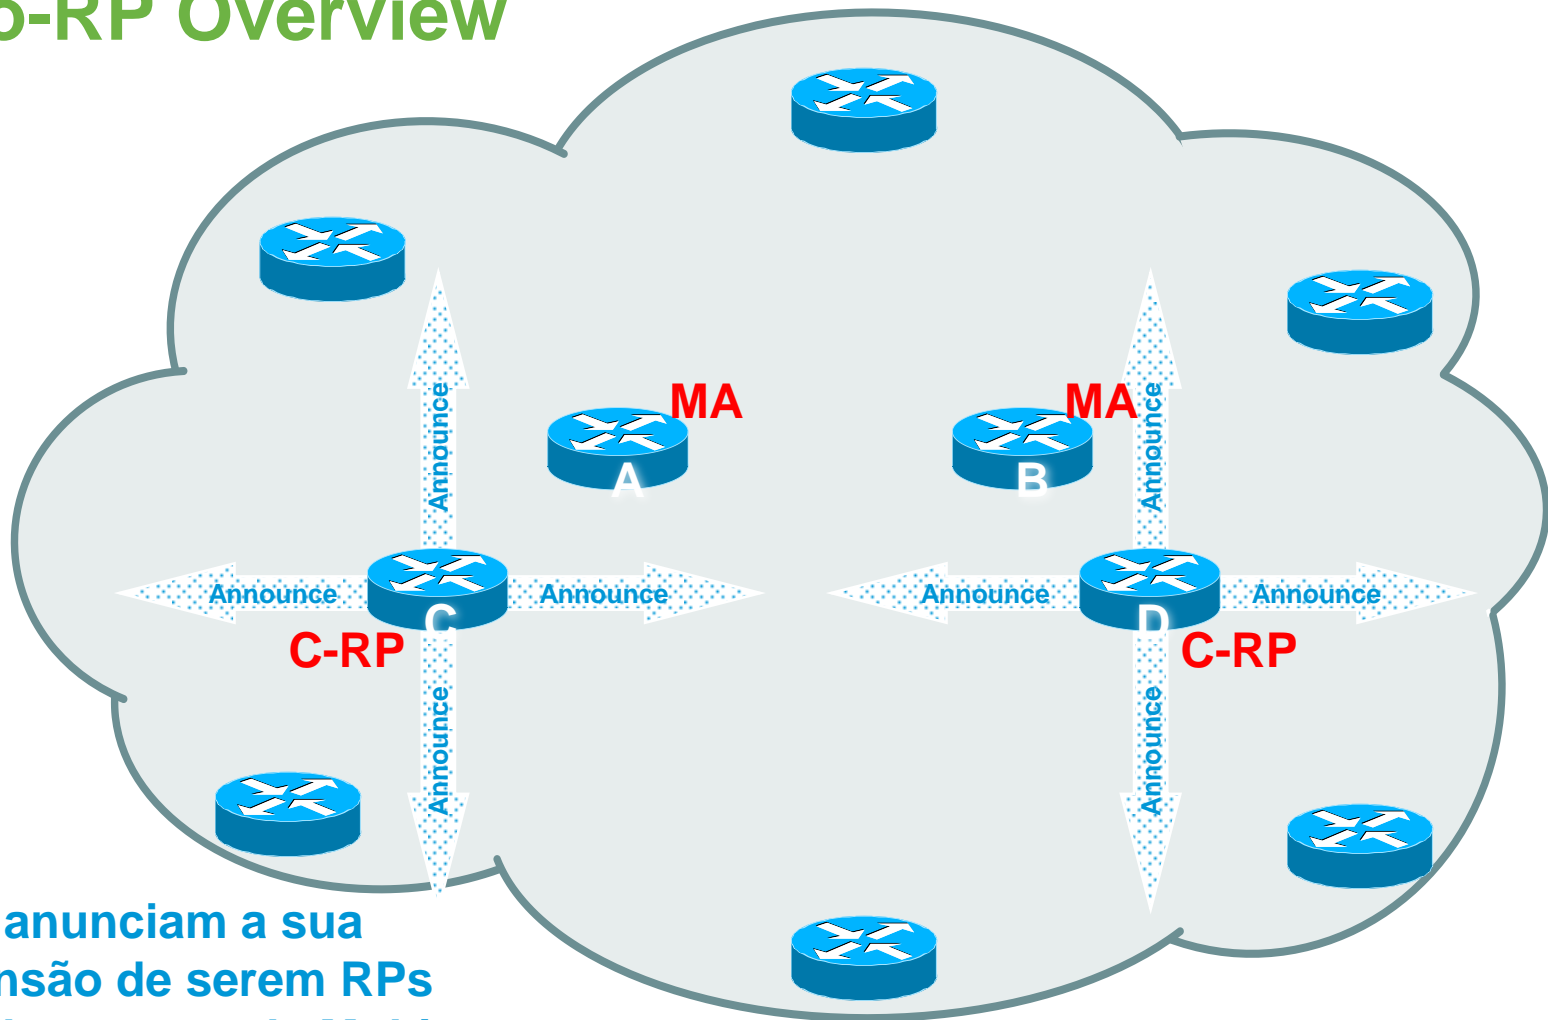 o-RP Overview
MA
MA
Announce
Announce
A
B
Announce
C
Announce
Announce
D
Announce
C-RP
C-RP
Announce
Announce
anunciam a sua
nsão de serem RPs